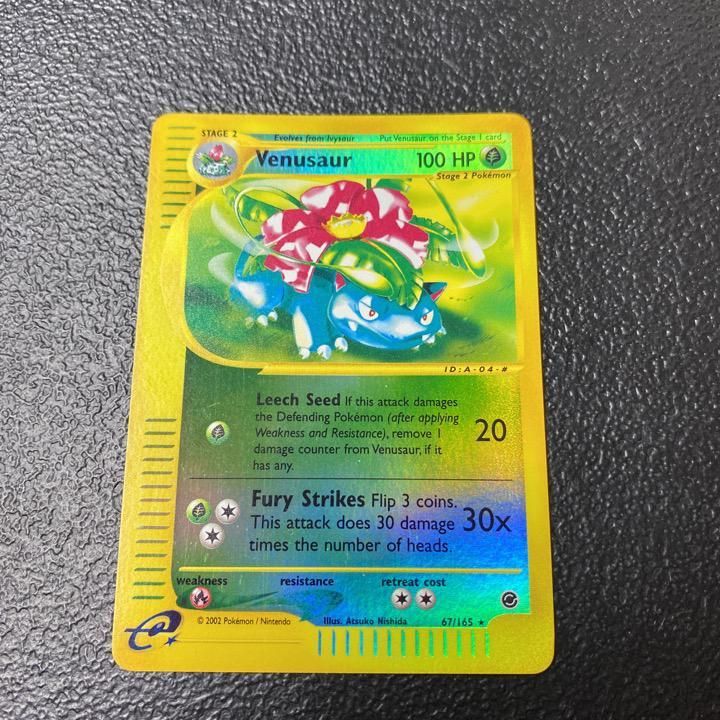 STAGE 2
Evolves from Ivysaur Put Venusaur on the Stage 1 card
Venusaur 100 HP
Stage 2 Pokémon
ID:A-04-#
Leech Seed If this attack damages
the Defending Pokémon (after applying
Weakness and Resistance), remove 1
damage counter from Venusaur, if it
has any.
20
Fury Strikes Flip 3 coins.
This attack does 30 damage
times the number of heads.
30x
weakness resistance retreat cost
© 2002 Pokémon / Nintendo Illus. Atsuko Nishida 67/165 ★
e